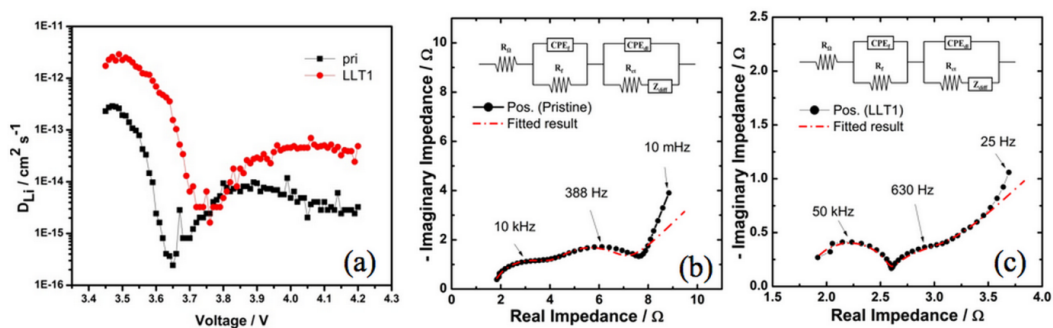 1E-11
1E-12
1E-13
1E-14
1E-15
1E-16
D_Li / cm² s⁻¹
3.4 3.5 3.6 3.7 3.8 3.9 4.0 4.1 4.2 4.3
Voltage / V
pri
LLT1
(a)
10
8
6
4
2
0
- Imaginary Impedance / Ω
0 2 4 6 8 10
Real Impedance / Ω
R_Ω
CPE_f
R_f
CPE_dl
R_ct
Z_diff
Pos. (Pristine)
Fitted result
10 mHz
388 Hz
10 kHz
(b)
2.5
2.0
1.5
1.0
0.5
0.0
- Imaginary Impedance / Ω
1.5 2.0 2.5 3.0 3.5 4.0
Real Impedance / Ω
R_Ω
CPE_f
R_f
CPE_dl
R_ct
Z_diff
Pos. (LLT1)
Fitted result
25 Hz
630 Hz
50 kHz
(c)